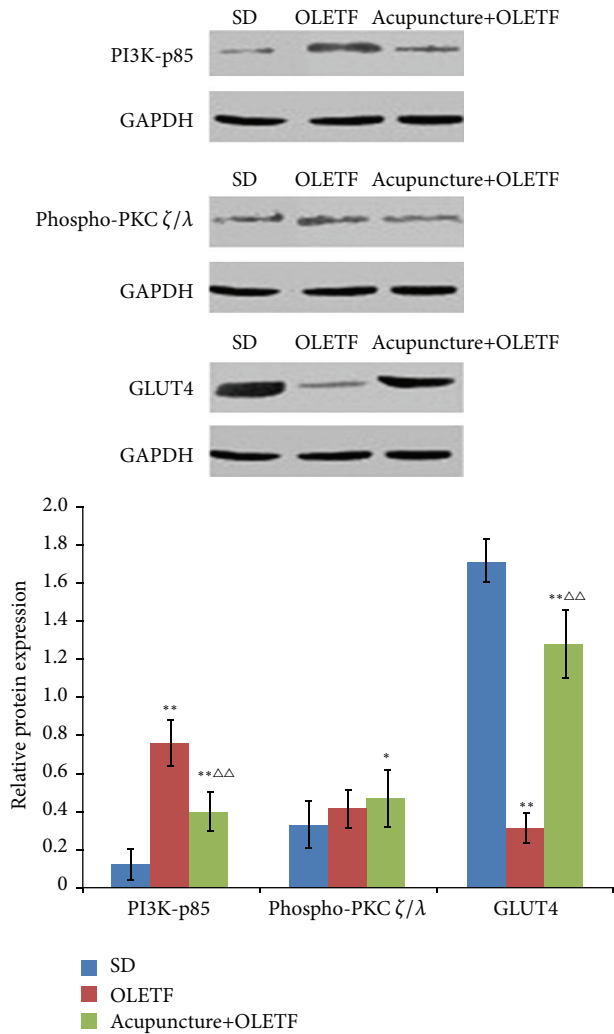 SD OLETF Acupuncture+OLETF
PI3K-p85
GAPDH
SD OLETF Acupuncture+OLETF
Phospho-PKC ζ/λ
GAPDH
SD OLETF Acupuncture+OLETF
GLUT4
GAPDH
Relative protein expression
2.0
1.8
1.6
1.4
1.2
1.0
0.8
0.6
0.4
0.2
0
**
**△△
*
**
**△△
PI3K-p85 Phospho-PKC ζ/λ GLUT4
SD
OLETF
Acupuncture+OLETF